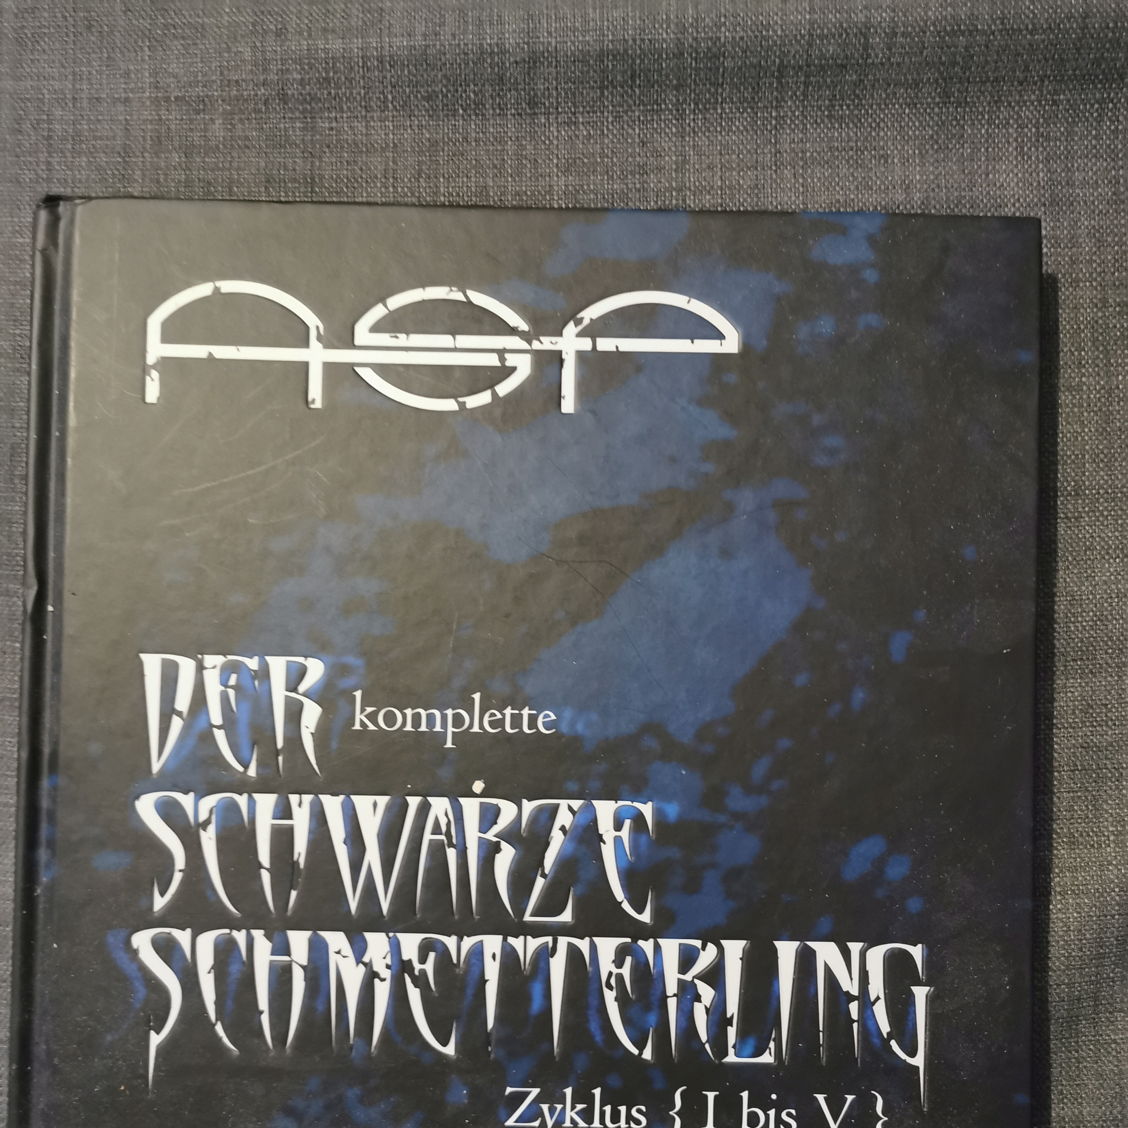 ASP
DER komplette
SCHWARZE
SCHMETTERLING
Zyklus { I bis V }